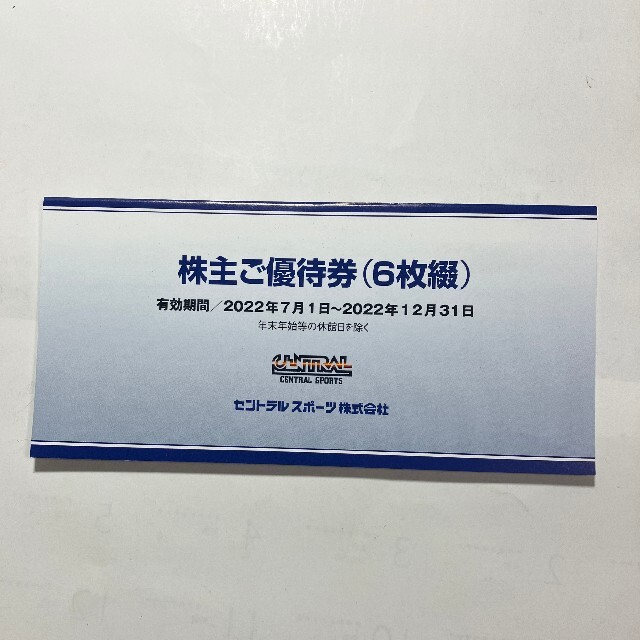 株主ご優待券(6枚綴)
有効期間/2022年7月1日~2022年12月31日
年末年始等の休館日を除く
CENTRAL
CENTRAL SPORTS
セントラルスポーツ株式会社